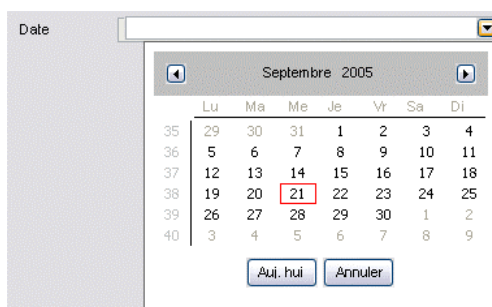 Date
Septembre 2005
Lu Ma Me Je Vr Sa Di
35 29 30 31 1 2 3 4
36 5 6 7 8 9 10 11
37 12 13 14 15 16 17 18
38 19 20 21 22 23 24 25
39 26 27 28 29 30 1 2
40 3 4 5 6 7 8 9
Auj. hui Annuler